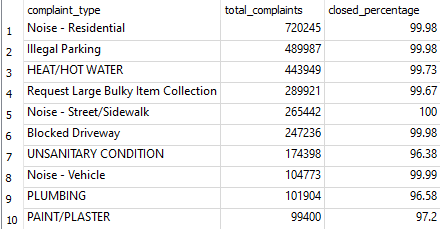 complaint_type total_complaints closed_percentage
1 Noise - Residential 720245 99.98
2 Illegal Parking 489987 99.98
3 HEAT/HOT WATER 443949 99.73
4 Request Large Bulky Item Collection 289921 99.67
5 Noise - Street/Sidewalk 265442 100
6 Blocked Driveway 247236 99.98
7 UNSANITARY CONDITION 174398 96.38
8 Noise - Vehicle 104773 99.99
9 PLUMBING 101904 96.58
10 PAINT/PLASTER 99400 97.2